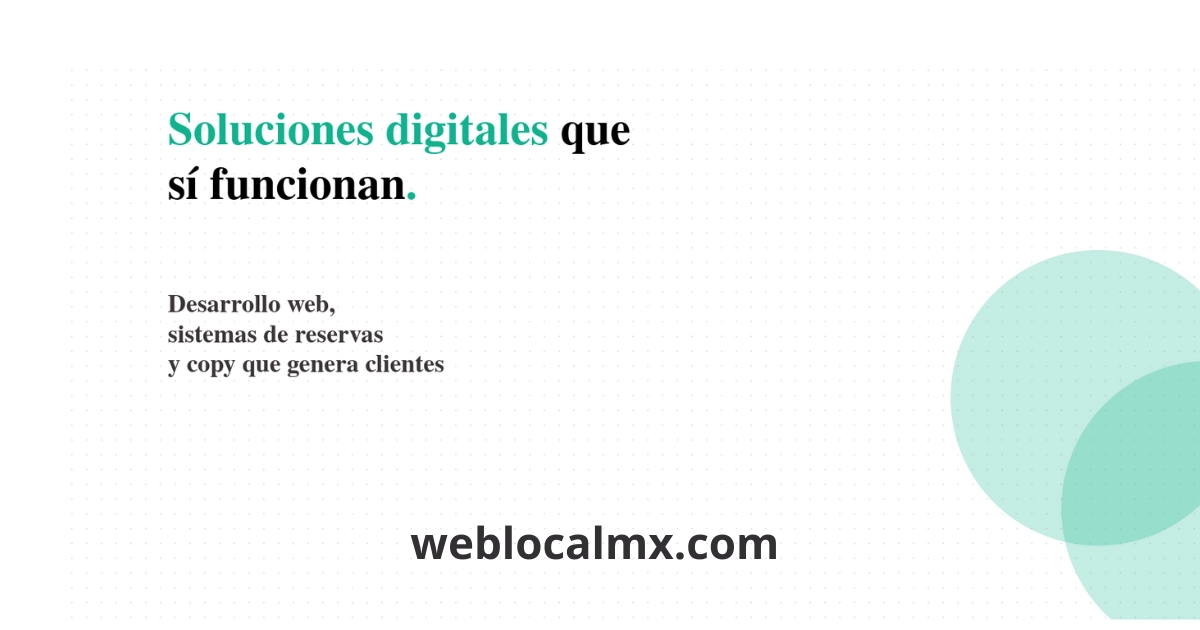 Soluciones digitales que
sí funcionan.
Desarrollo web,
sistemas de reservas
y copy que genera clientes
weblocalmx.com